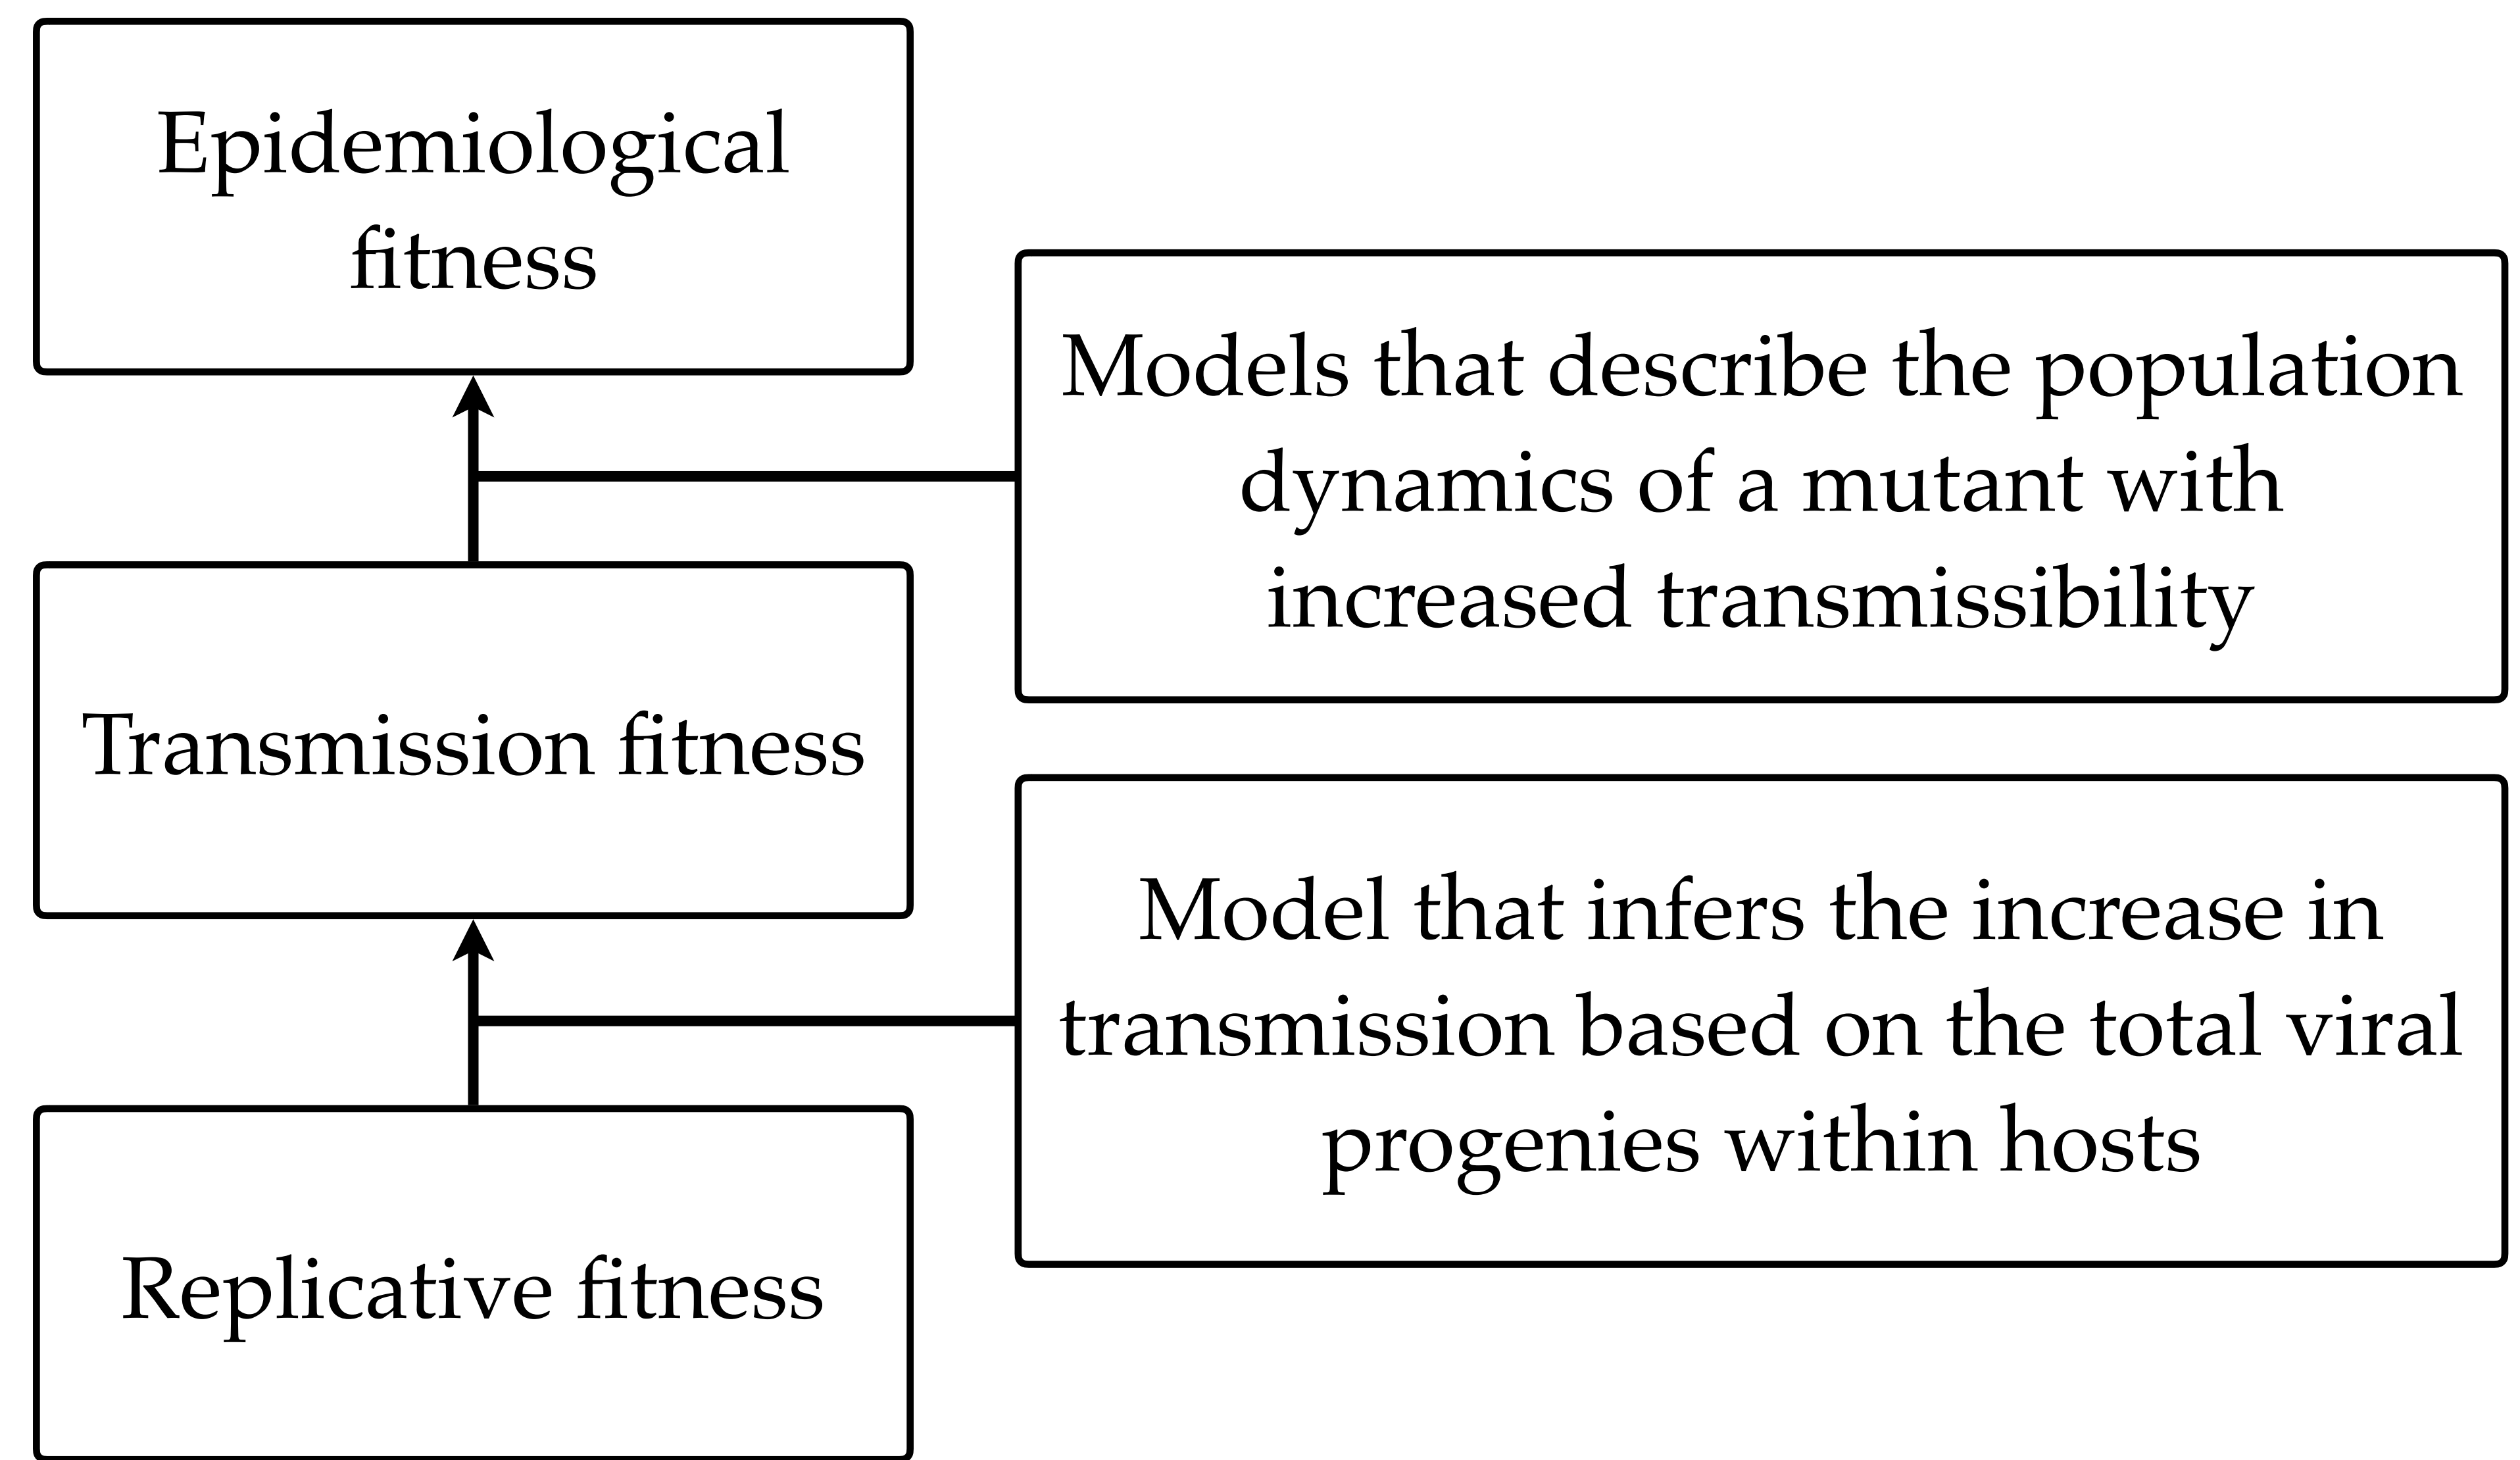 Epidemiological
fitness
Models that describe the population
dynamics of a mutant with
increased transmissibility
Transmission fitness
Model that infers the increase in
transmission based on the total viral
progenies within hosts
Replicative fitness